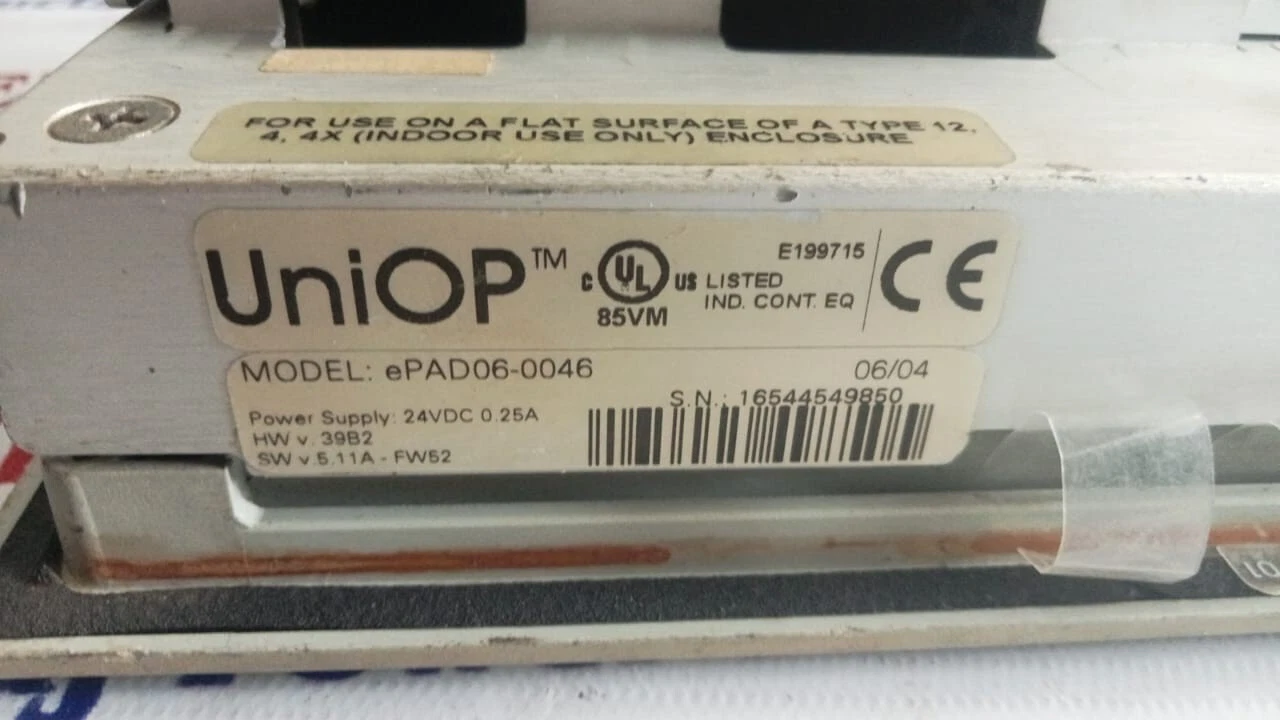 FOR USE ON A FLAT SURFACE OF A TYPE 12,
4, 4X (INDOOR USE ONLY) ENCLOSURE
UniOP™
C UL US
85VM
E199715
LISTED
IND. CONT. EQ
CE
MODEL: ePAD06-0046
06/04
S.N.: 16544549850
Power Supply: 24VDC 0.25A
HW v. 39B2
SW v.5.11A - FW52